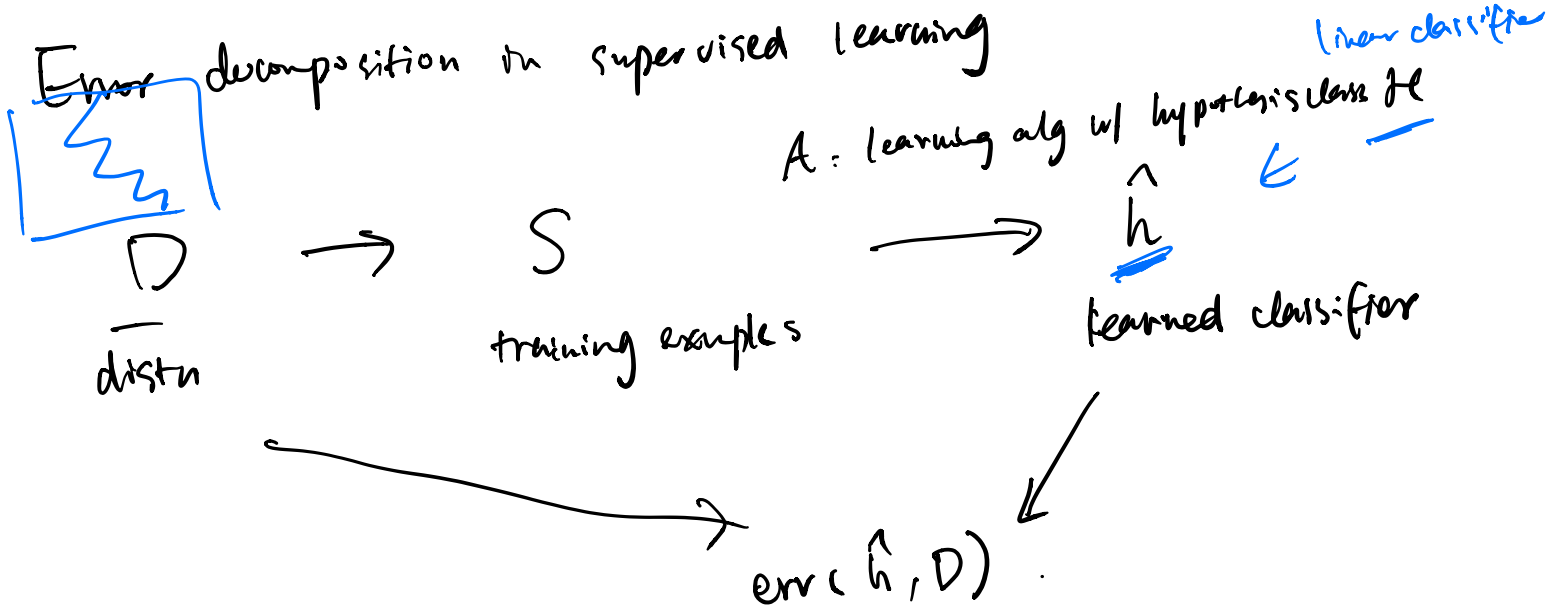 Error decomposition in supervised learning
linear classifier
A: learning alg w/ hypothesis class H
D → S → ĥ
distn
training examples
learned classifier
err(ĥ, D)